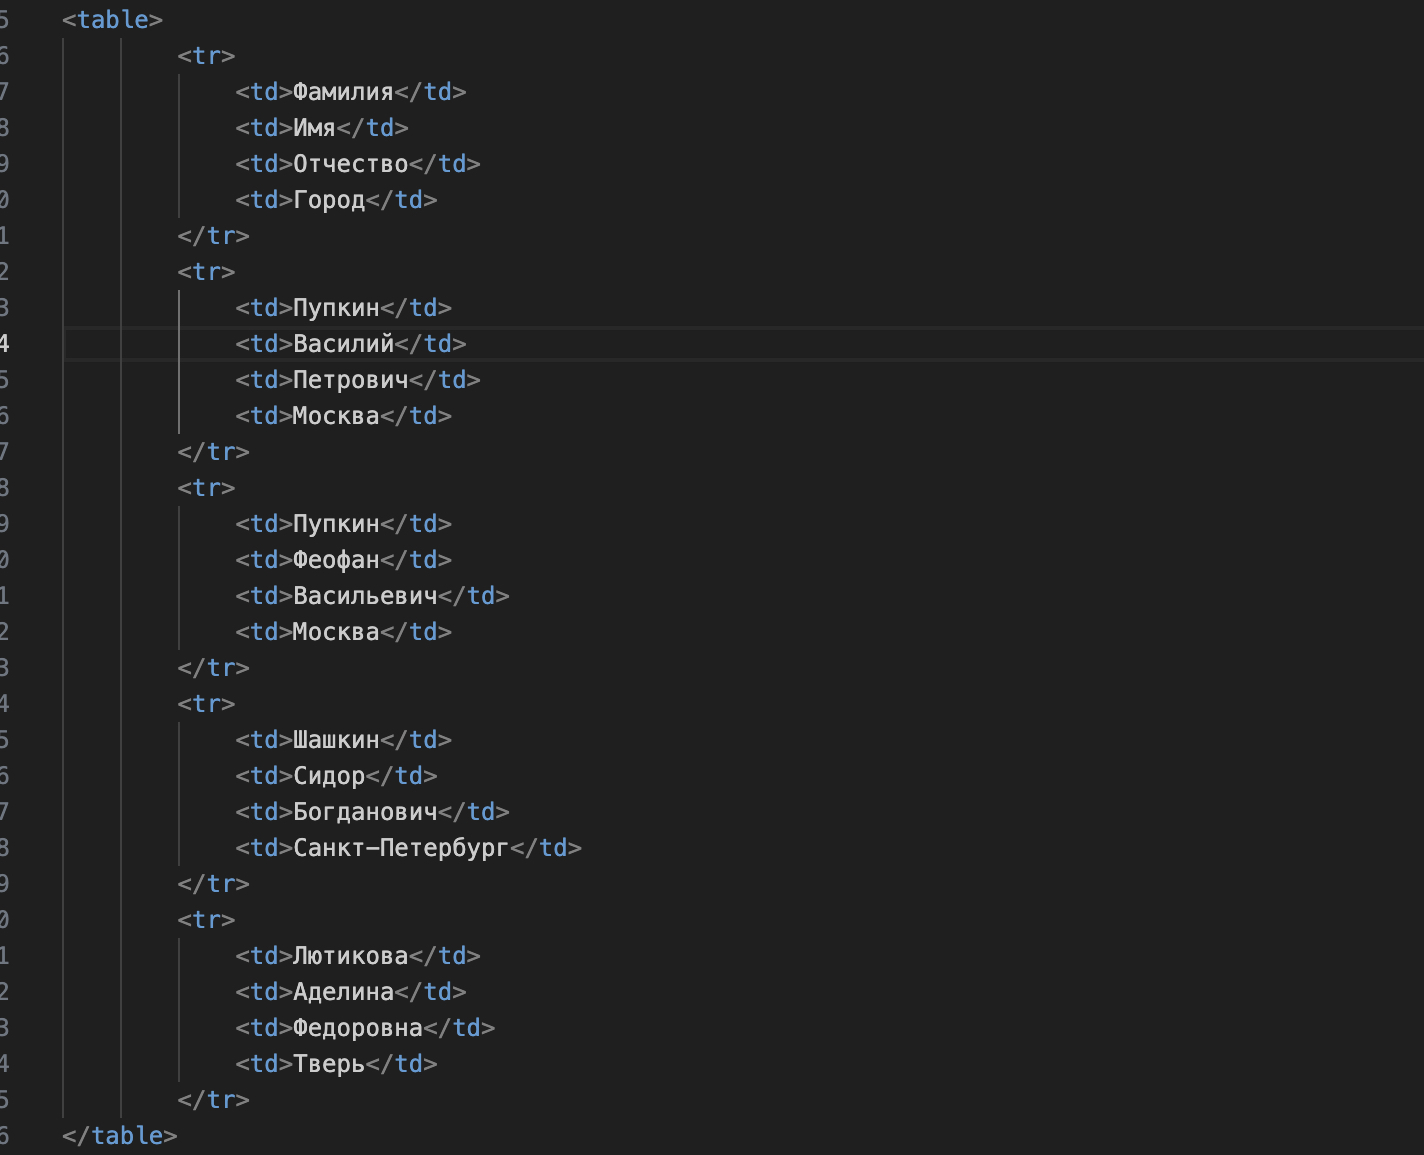 5 <table>
6 <tr>
7 <td>Фамилия</td>
8 <td>Имя</td>
9 <td>Отчество</td>
0 <td>Город</td>
1 </tr>
2 <tr>
3 <td>Пупкин</td>
4 <td>Василий</td>
5 <td>Петрович</td>
6 <td>Москва</td>
7 </tr>
8 <tr>
9 <td>Пупкин</td>
0 <td>Феофан</td>
1 <td>Васильевич</td>
2 <td>Москва</td>
3 </tr>
4 <tr>
5 <td>Шашкин</td>
6 <td>Сидор</td>
7 <td>Богданович</td>
8 <td>Санкт-Петербург</td>
9 </tr>
0 <tr>
1 <td>Лютикова</td>
2 <td>Аделина</td>
3 <td>Федоровна</td>
4 <td>Тверь</td>
5 </tr>
6 </table>